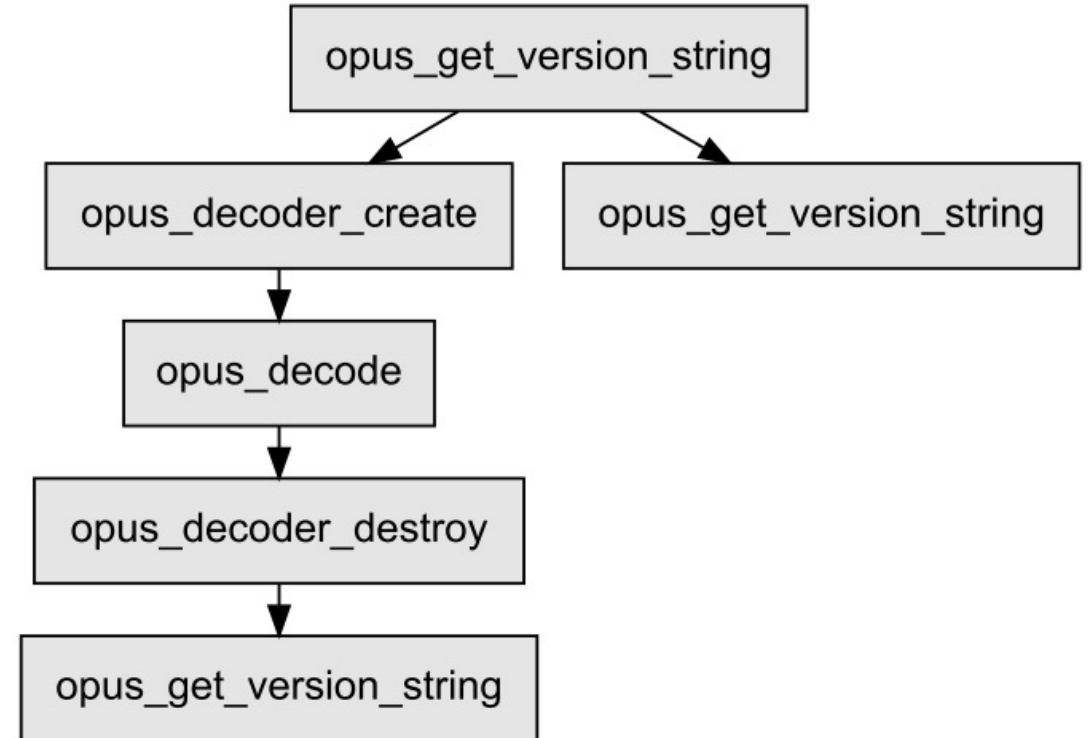 opus_get_version_string
opus_decoder_create
opus_get_version_string
opus_decode
opus_decoder_destroy
opus_get_version_string